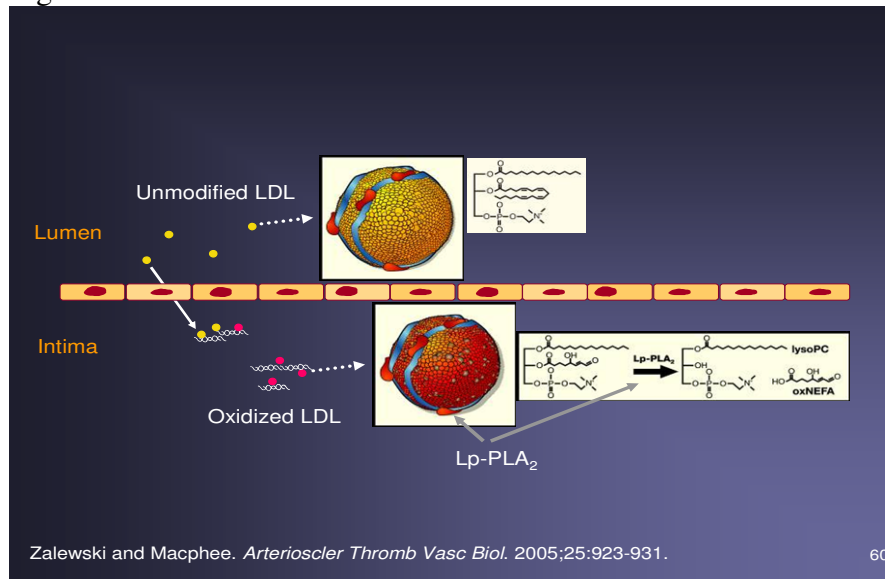 Unmodified LDL
Lumen
Intima
Oxidized LDL
Lp-PLA₂
lysoPC
oxNEFA
Lp-PLA₂
Zalewski and Macphee. Arterioscler Thromb Vasc Biol. 2005;25:923-931.
60